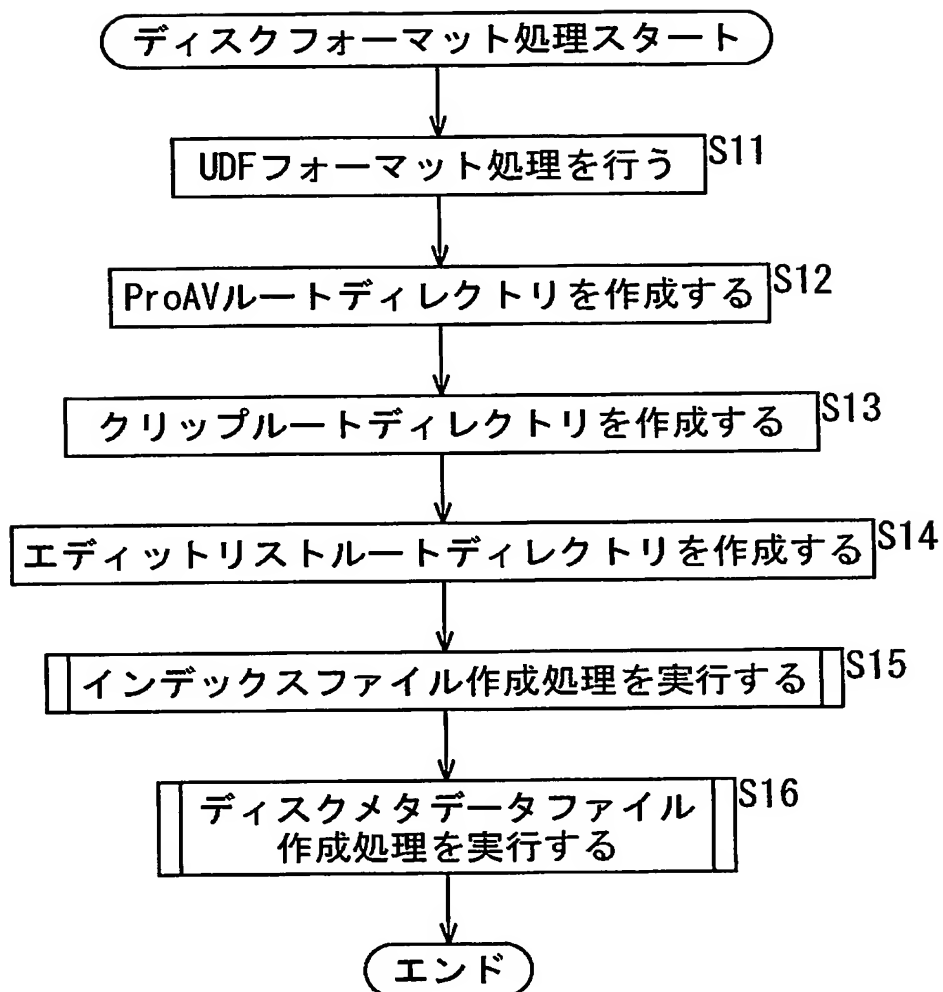 ディスクフォーマット処理スタート
UDFフォーマット処理を行う
S11
ProAVルートディレクトリを作成する
S12
クリップルートディレクトリを作成する
S13
エディットリストルートディレクトリを作成する
S14
インデックスファイル作成処理を実行する
S15
ディスクメタデータファイル
作成処理を実行する
S16
エンド